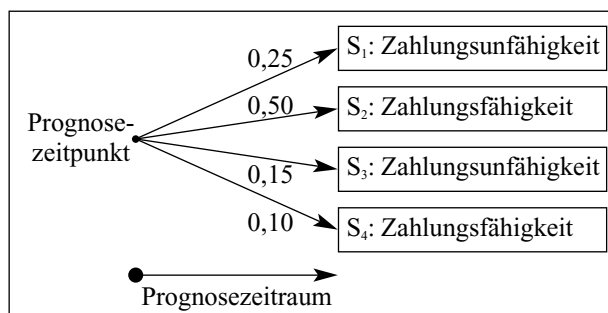 S₁: Zahlungsunfähigkeit
0,25
S₂: Zahlungsfähigkeit
0,50
Prognose-
zeitpunkt
S₃: Zahlungsunfähigkeit
0,15
S₄: Zahlungsfähigkeit
0,10
Prognosezeitraum